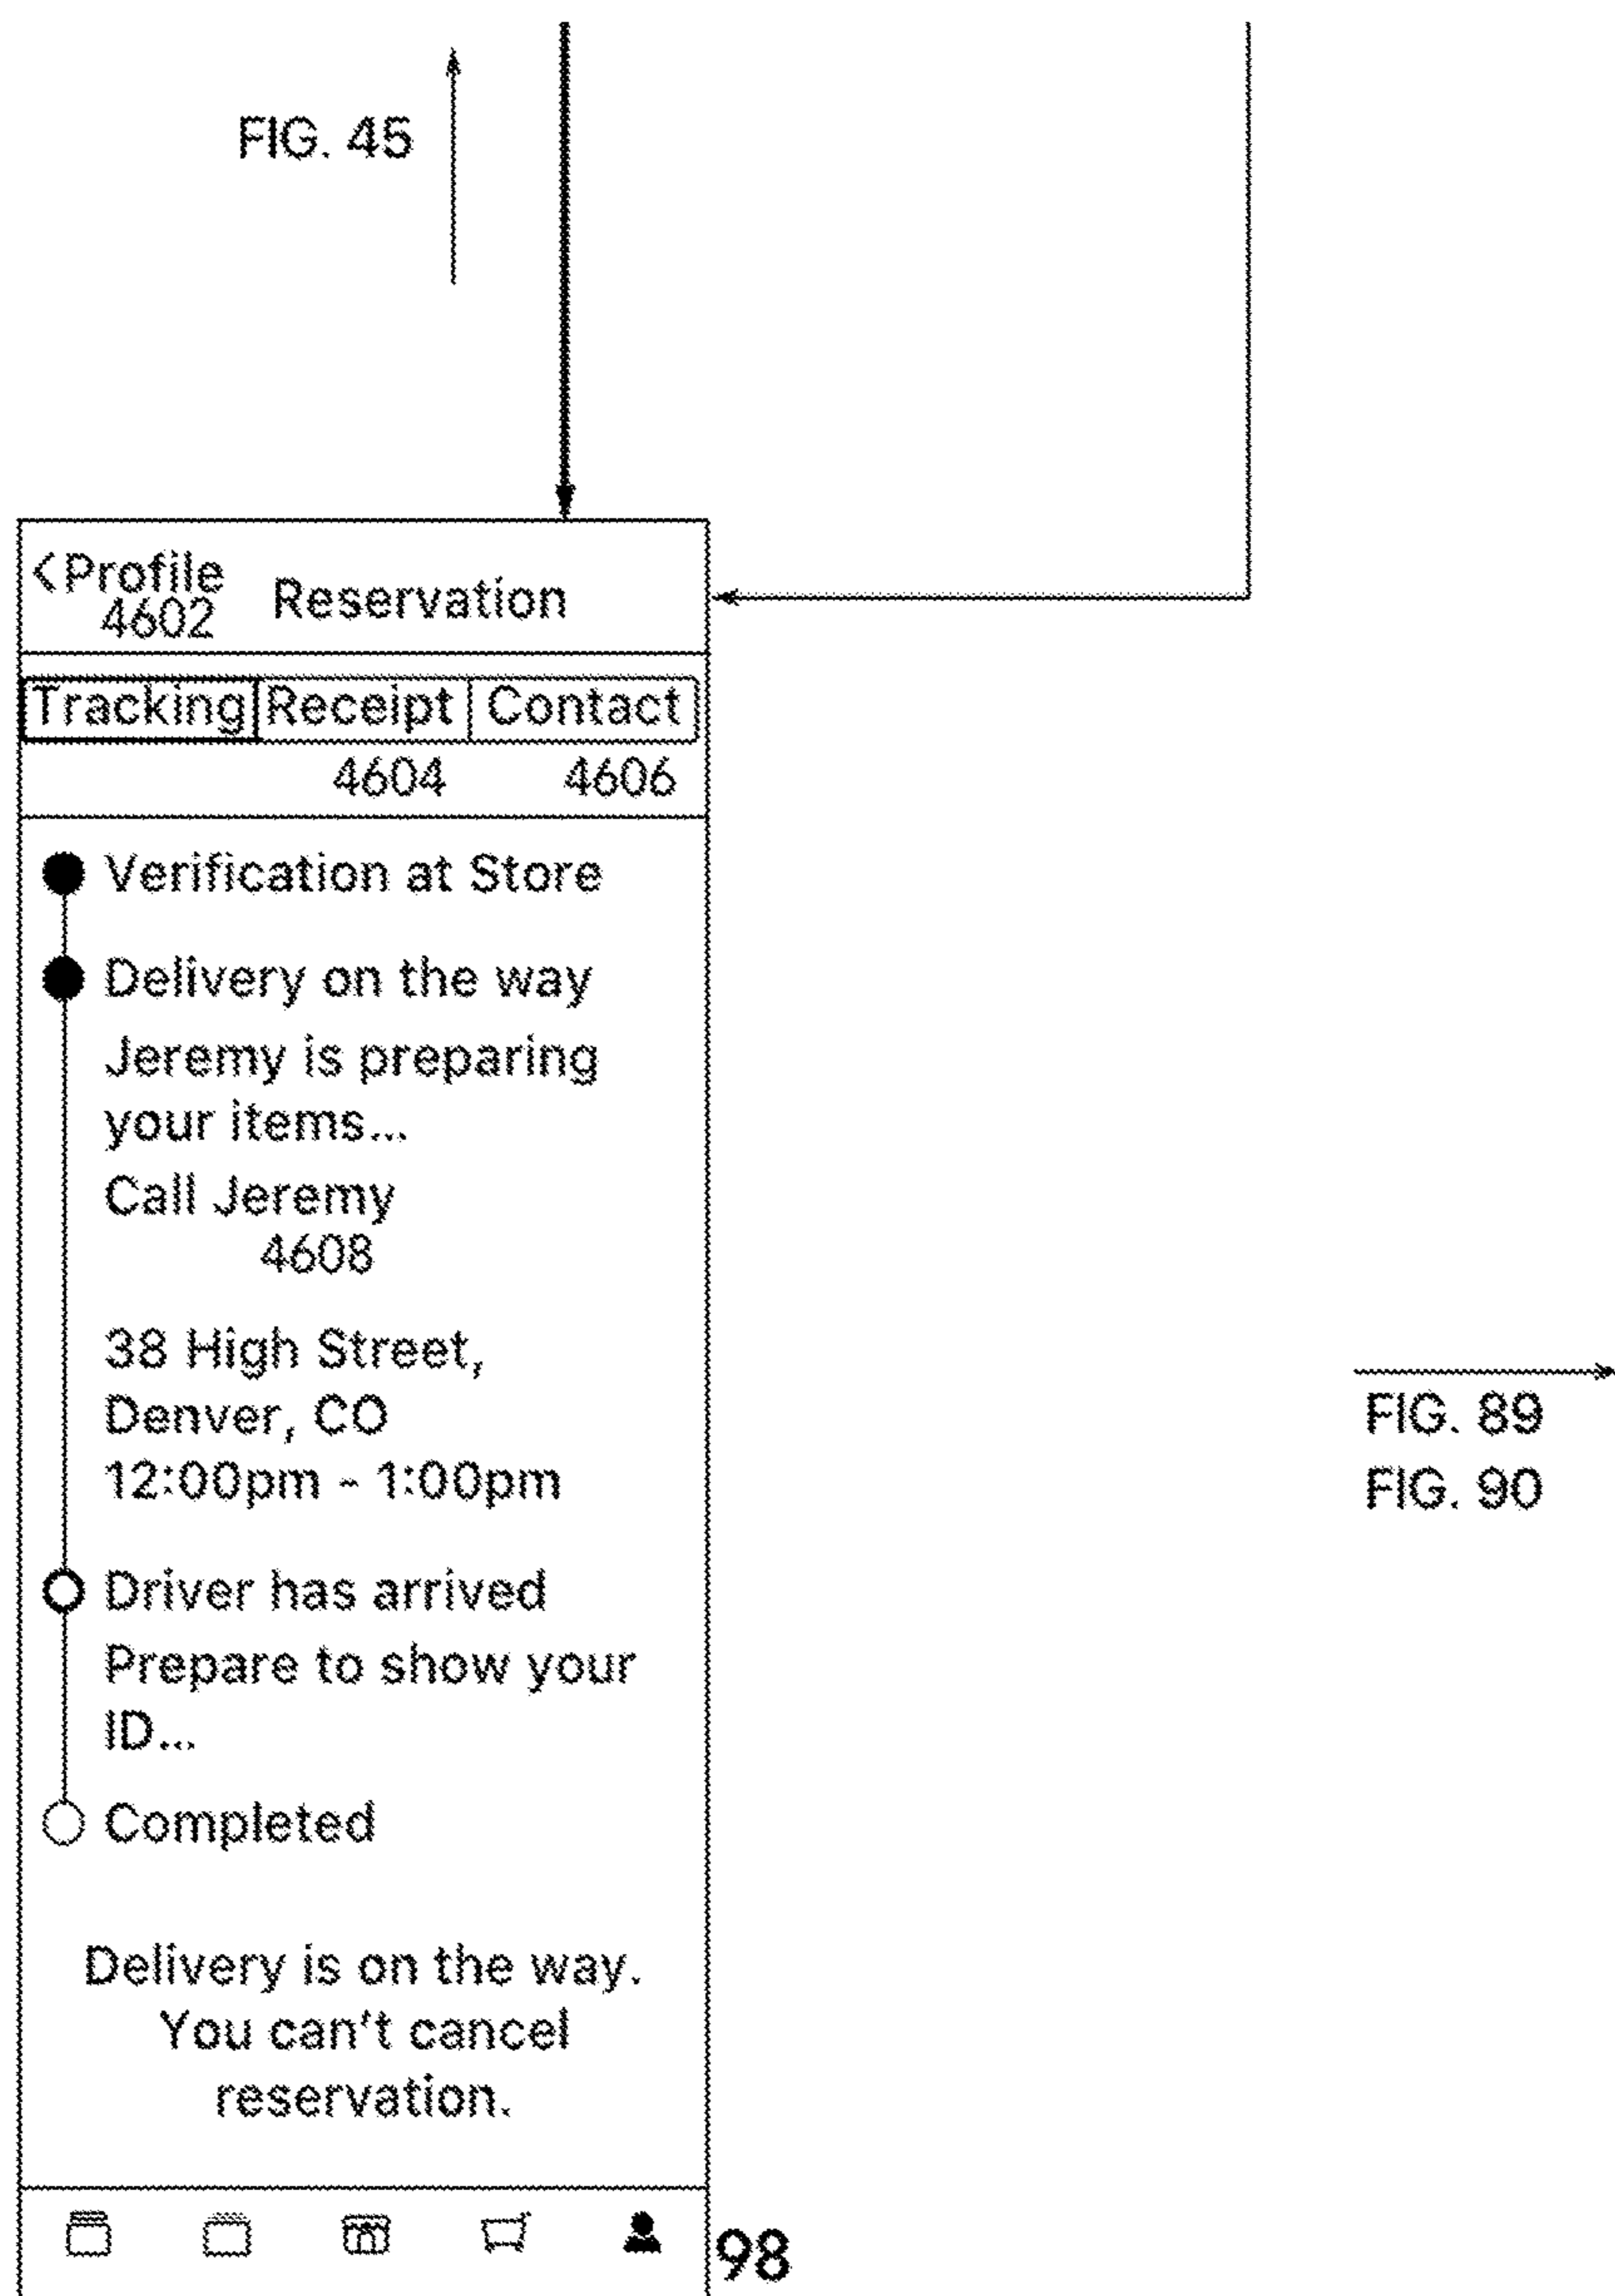 FIG. 45
<Profile
4602
Reservation
Tracking Receipt Contact
4604 4606
Verification at Store
Delivery on the way
Jeremy is preparing
your items...
Call Jeremy
4608
38 High Street,
Denver, CO
12:00pm - 1:00pm
FIG. 89
FIG. 90
Driver has arrived
Prepare to show your
ID...
Completed
Delivery is on the way.
You can't cancel
reservation.
98